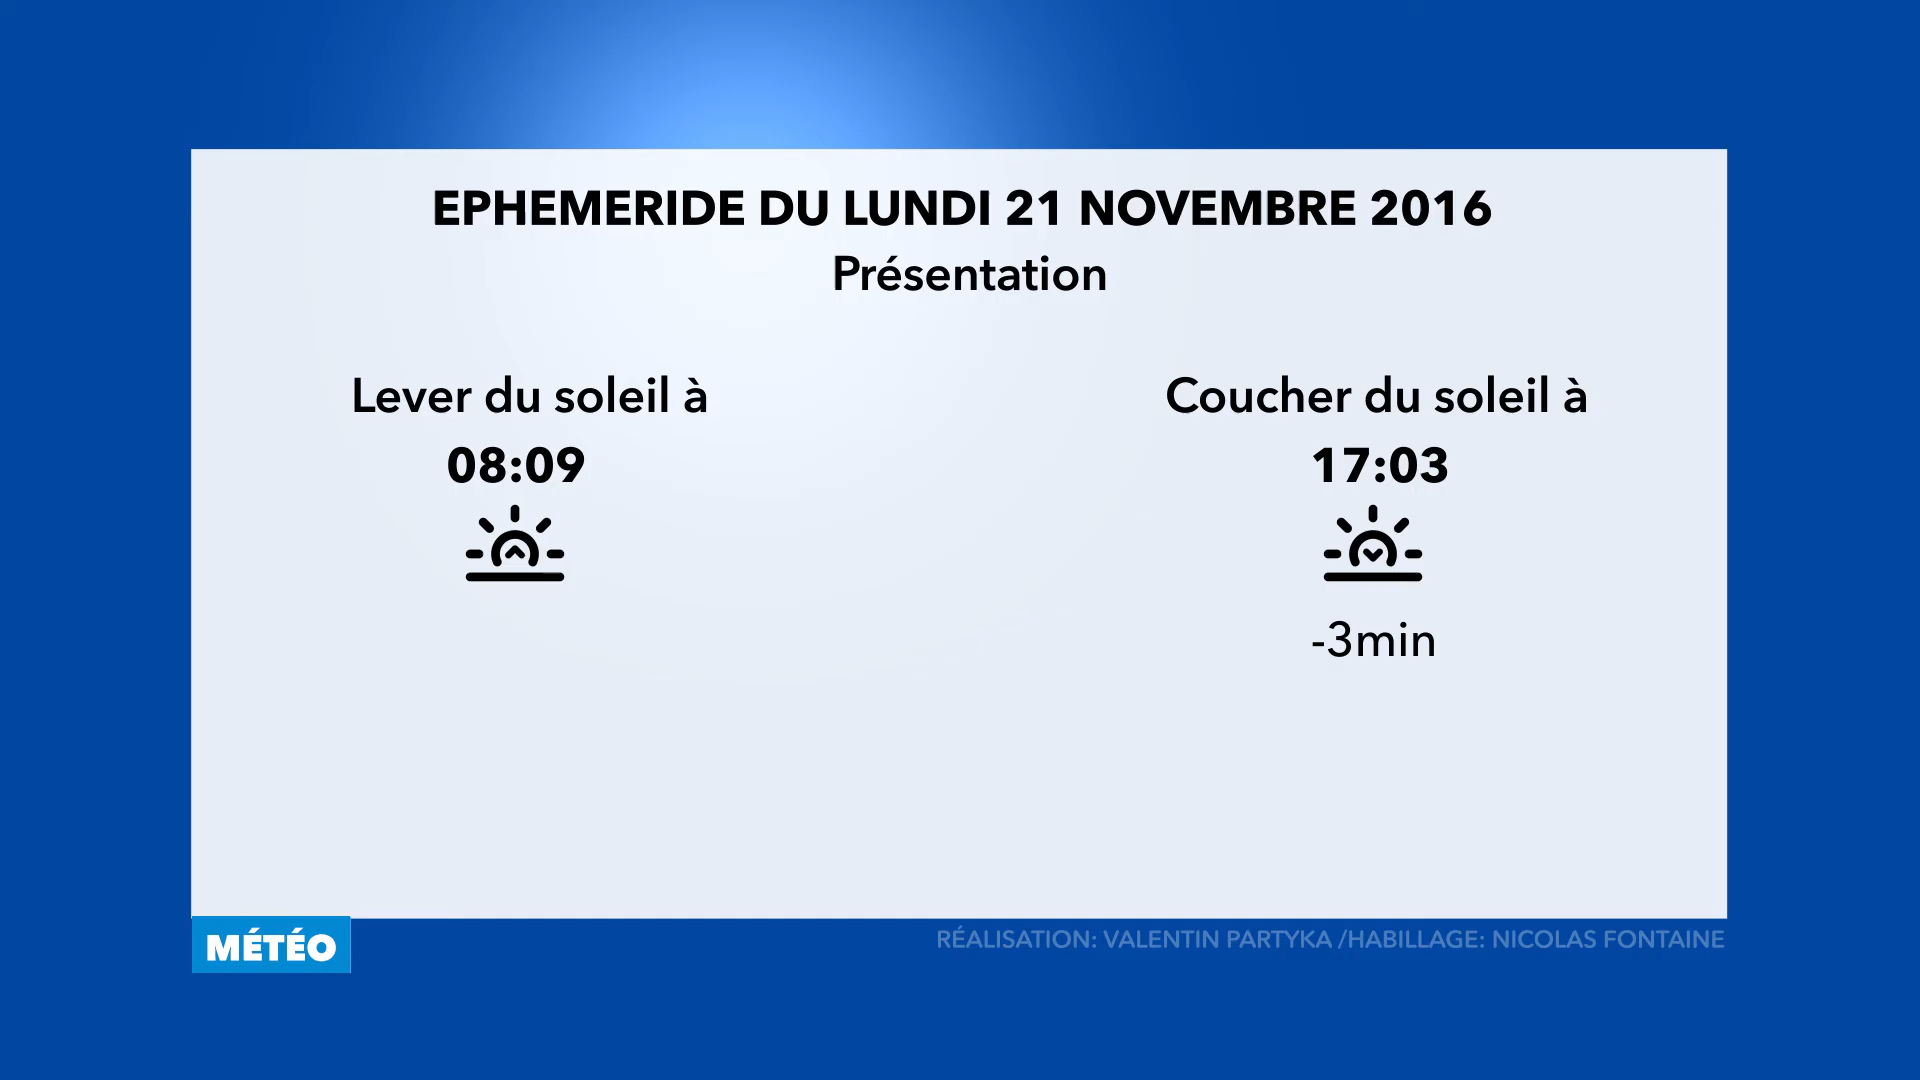 EPHEMERIDE DU LUNDI 21 NOVEMBRE 2016
Présentation
Lever du soleil à
08:09
Coucher du soleil à
17:03
-3min
MÉTÉO
RÉALISATION: VALENTIN PARTYKA /HABILLAGE: NICOLAS FONTAINE